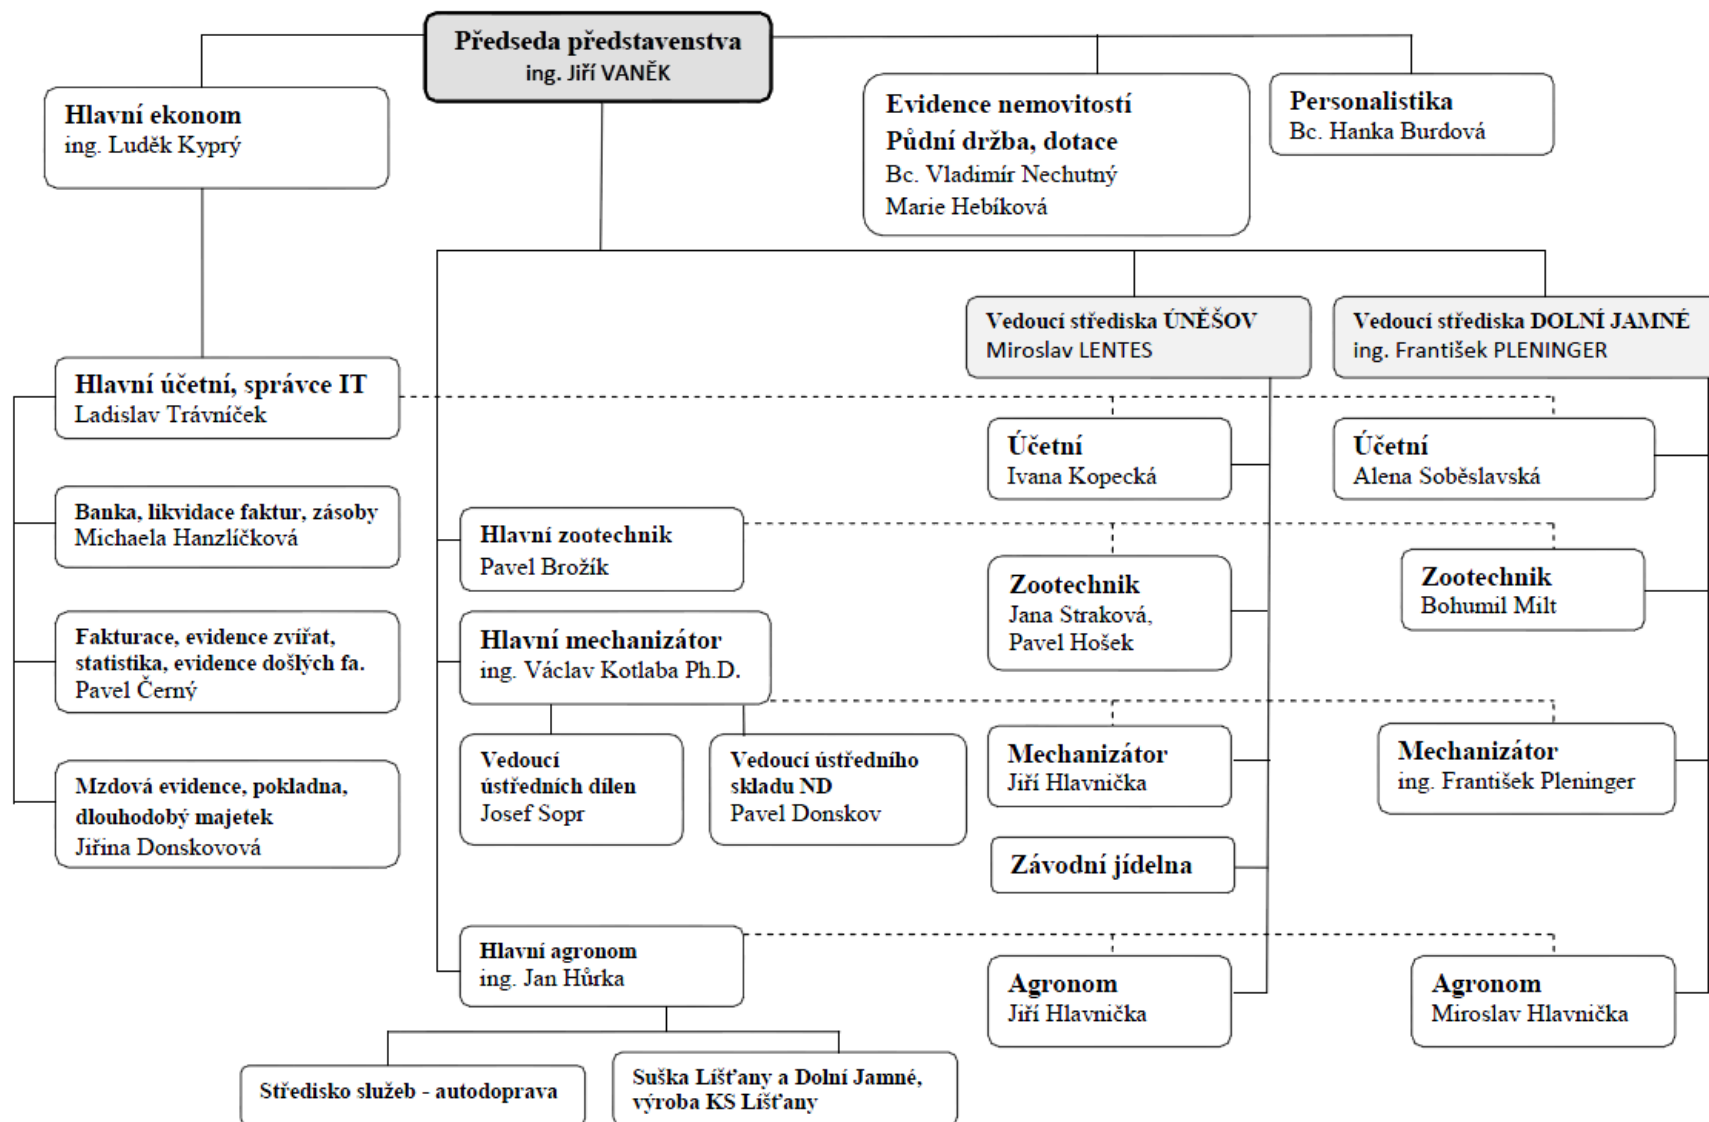 Předseda představenstva
ing. Jiří VANĚK
Hlavní ekonom
ing. Luděk Kyprý
Evidence nemovitostí
Půdní držba, dotace
Bc. Vladimír Nechutný
Marie Hebíková
Personalistika
Bc. Hanka Burdová
Vedoucí střediska ÚNĚŠOV
Miroslav LENTES
Vedoucí střediska DOLNÍ JAMNÉ
ing. František PLENINGER
Hlavní účetní, správce IT
Ladislav Trávníček
Účetní
Ivana Kopecká
Účetní
Alena Soběslavská
Banka, likvidace faktur, zásoby
Michaela Hanzlíčková
Hlavní zootechnik
Pavel Brožík
Zootechnik
Jana Straková,
Pavel Hošek
Zootechnik
Bohumil Milt
Fakturace, evidence zvířat,
statistika, evidence došlých fa.
Pavel Černý
Hlavní mechanizátor
ing. Václav Kotlaba Ph.D.
Vedoucí
ústředních dílen
Josef Sopr
Vedoucí ústředního
skladu ND
Pavel Donskov
Mechanizátor
Jiří Hlavnička
Mechanizátor
ing. František Pleninger
Mzdová evidence, pokladna,
dlouhodobý majetek
Jiřina Donskovová
Závodní jídelna
Hlavní agronom
ing. Jan Hůrka
Agronom
Jiří Hlavnička
Agronom
Miroslav Hlavnička
Středisko služeb - autodoprava
Suška Líšťany a Dolní Jamné,
výroba KS Líšťany